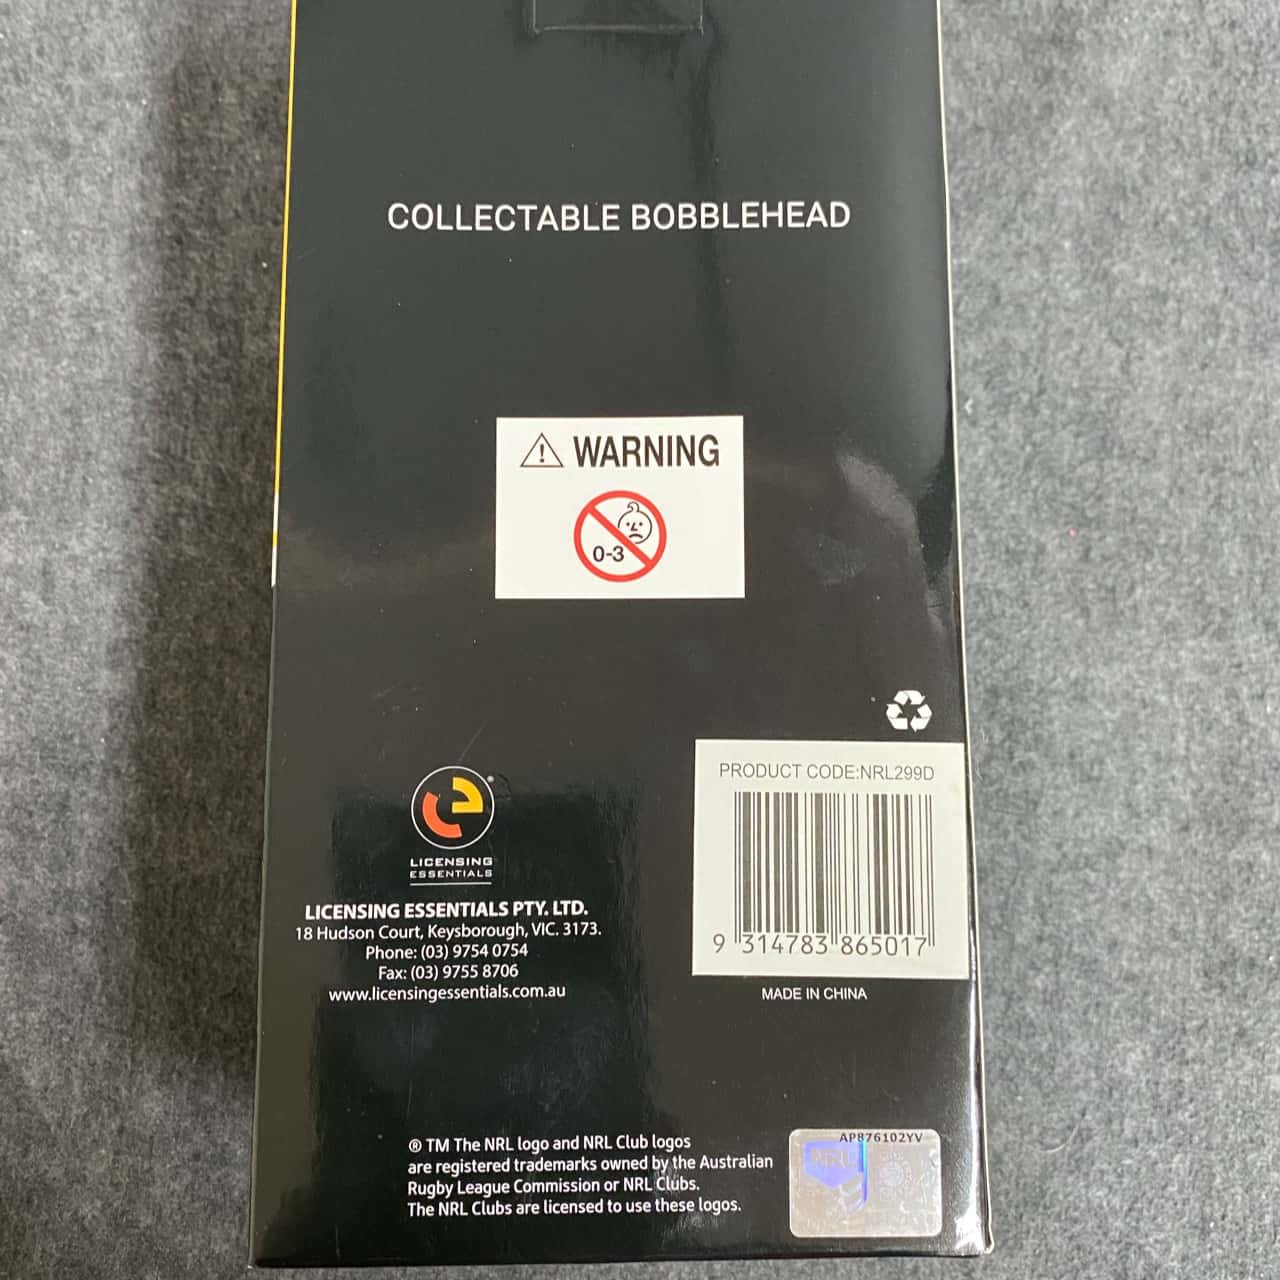 COLLECTABLE BOBBLEHEAD
WARNING
0-3
PRODUCT CODE:NRL299D
9 314783 865017
MADE IN CHINA
LICENSING
ESSENTIALS
LICENSING ESSENTIALS PTY. LTD.
18 Hudson Court, Keysborough, VIC. 3173.
Phone: (03) 9754 0754
Fax: (03) 9755 8706
www.licensingessentials.com.au
® TM The NRL logo and NRL Club logos
are registered trademarks owned by the Australian
Rugby League Commission or NRL Clubs.
The NRL Clubs are licensed to use these logos.
AP876102YV
NRL